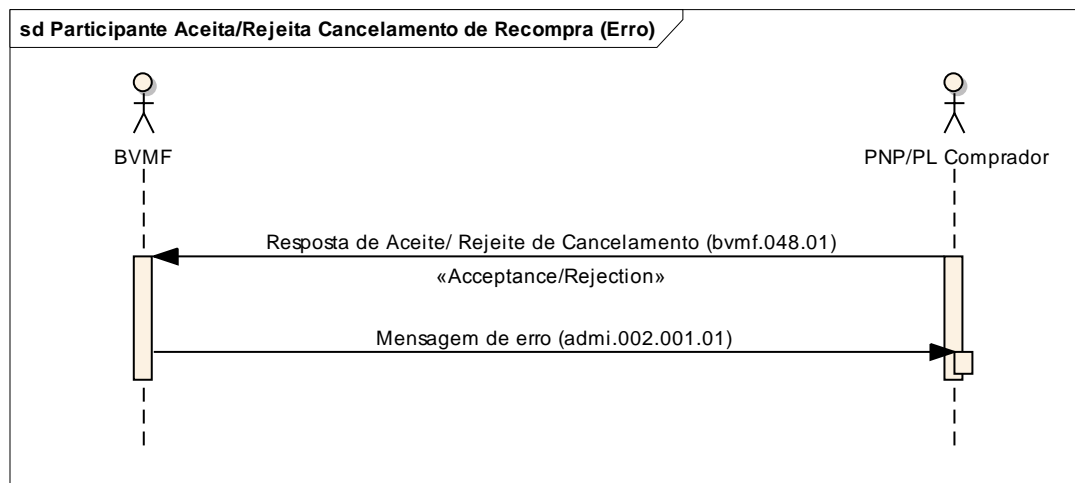 sd Participante Aceita/Rejeita Cancelamento de Recompra (Erro)
BVMF
PNP/PL Comprador
Resposta de Aceite/ Rejeite de Cancelamento (bvmf.048.01)
«Acceptance/Rejection»
Mensagem de erro (admi.002.001.01)